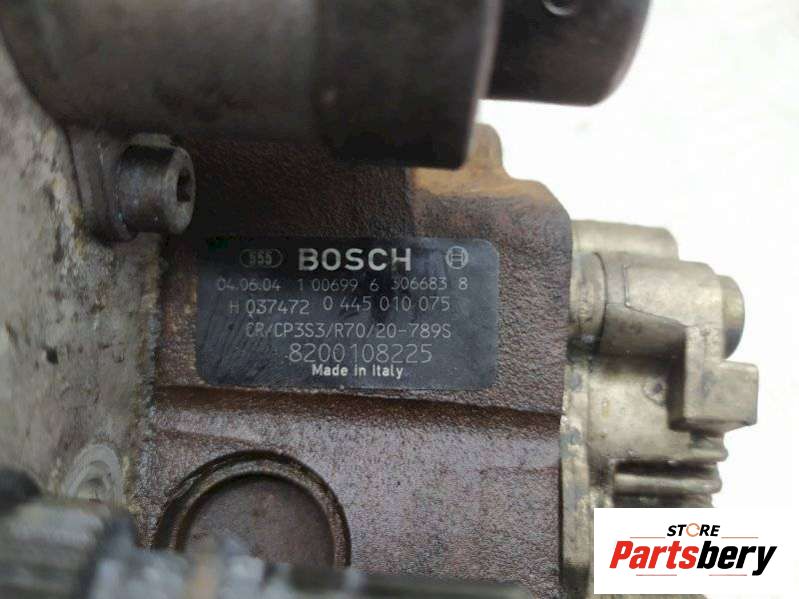 555 BOSCH
04.06.04 1 00699 6 306683 8
H 037472 0 445 010 075
CR/CP3S3/R70/20-789S
8200108225
Made in Italy
STORE
Partsbery